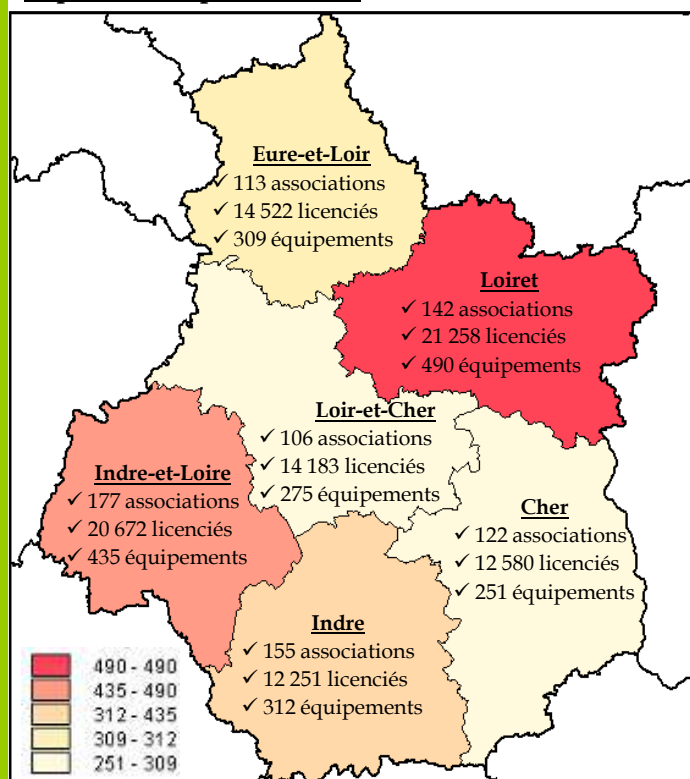 Eure-et-Loir
✓ 113 associations
✓ 14 522 licenciés
✓ 309 équipements
Loiret
✓ 142 associations
✓ 21 258 licenciés
✓ 490 équipements
Loir-et-Cher
✓ 106 associations
✓ 14 183 licenciés
✓ 275 équipements
Indre-et-Loire
✓ 177 associations
✓ 20 672 licenciés
✓ 435 équipements
Cher
✓ 122 associations
✓ 12 580 licenciés
✓ 251 équipements
Indre
✓ 155 associations
✓ 12 251 licenciés
✓ 312 équipements
490 - 490
435 - 490
312 - 435
309 - 312
251 - 309